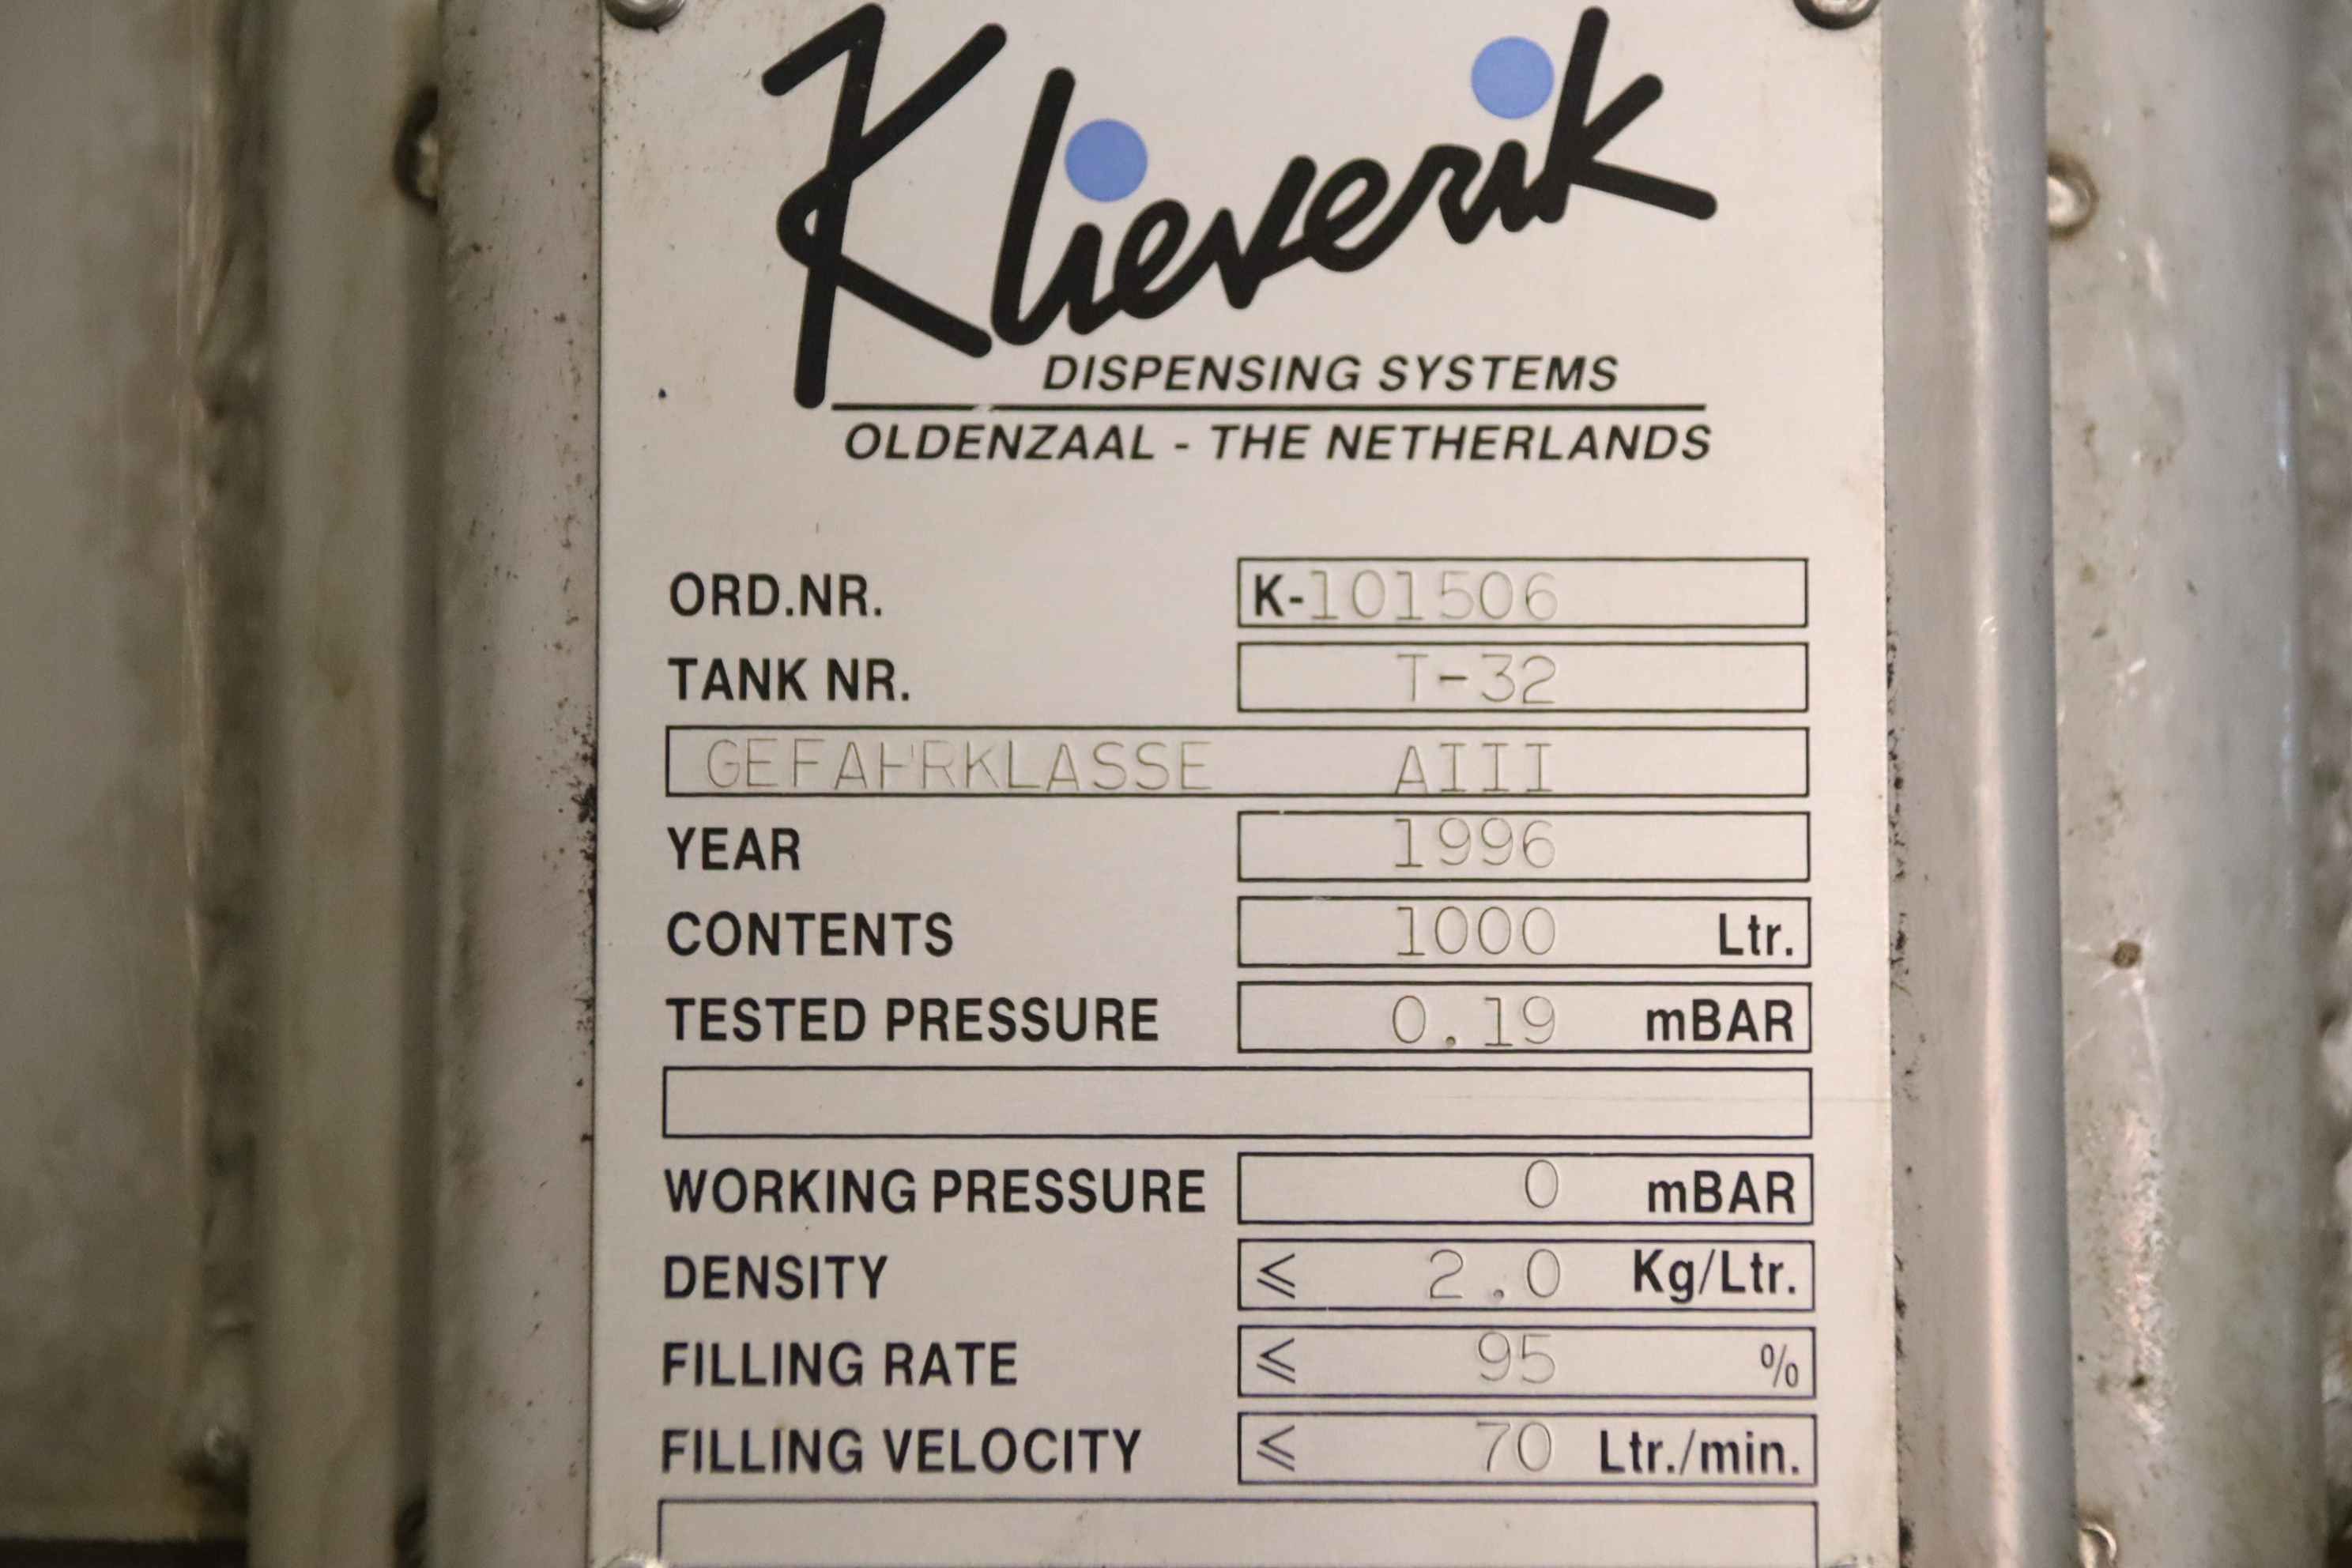 Klieverik
DISPENSING SYSTEMS
OLDENZAAL - THE NETHERLANDS
ORD.NR. K-101506
TANK NR. T-32
GEFAHRKLASSE AIII
YEAR 1996
CONTENTS 1000 Ltr.
TESTED PRESSURE 0.19 mBAR
WORKING PRESSURE 0 mBAR
DENSITY ⩽ 2.0 Kg/Ltr.
FILLING RATE ⩽ 95 %
FILLING VELOCITY ⩽ 70 Ltr./min.